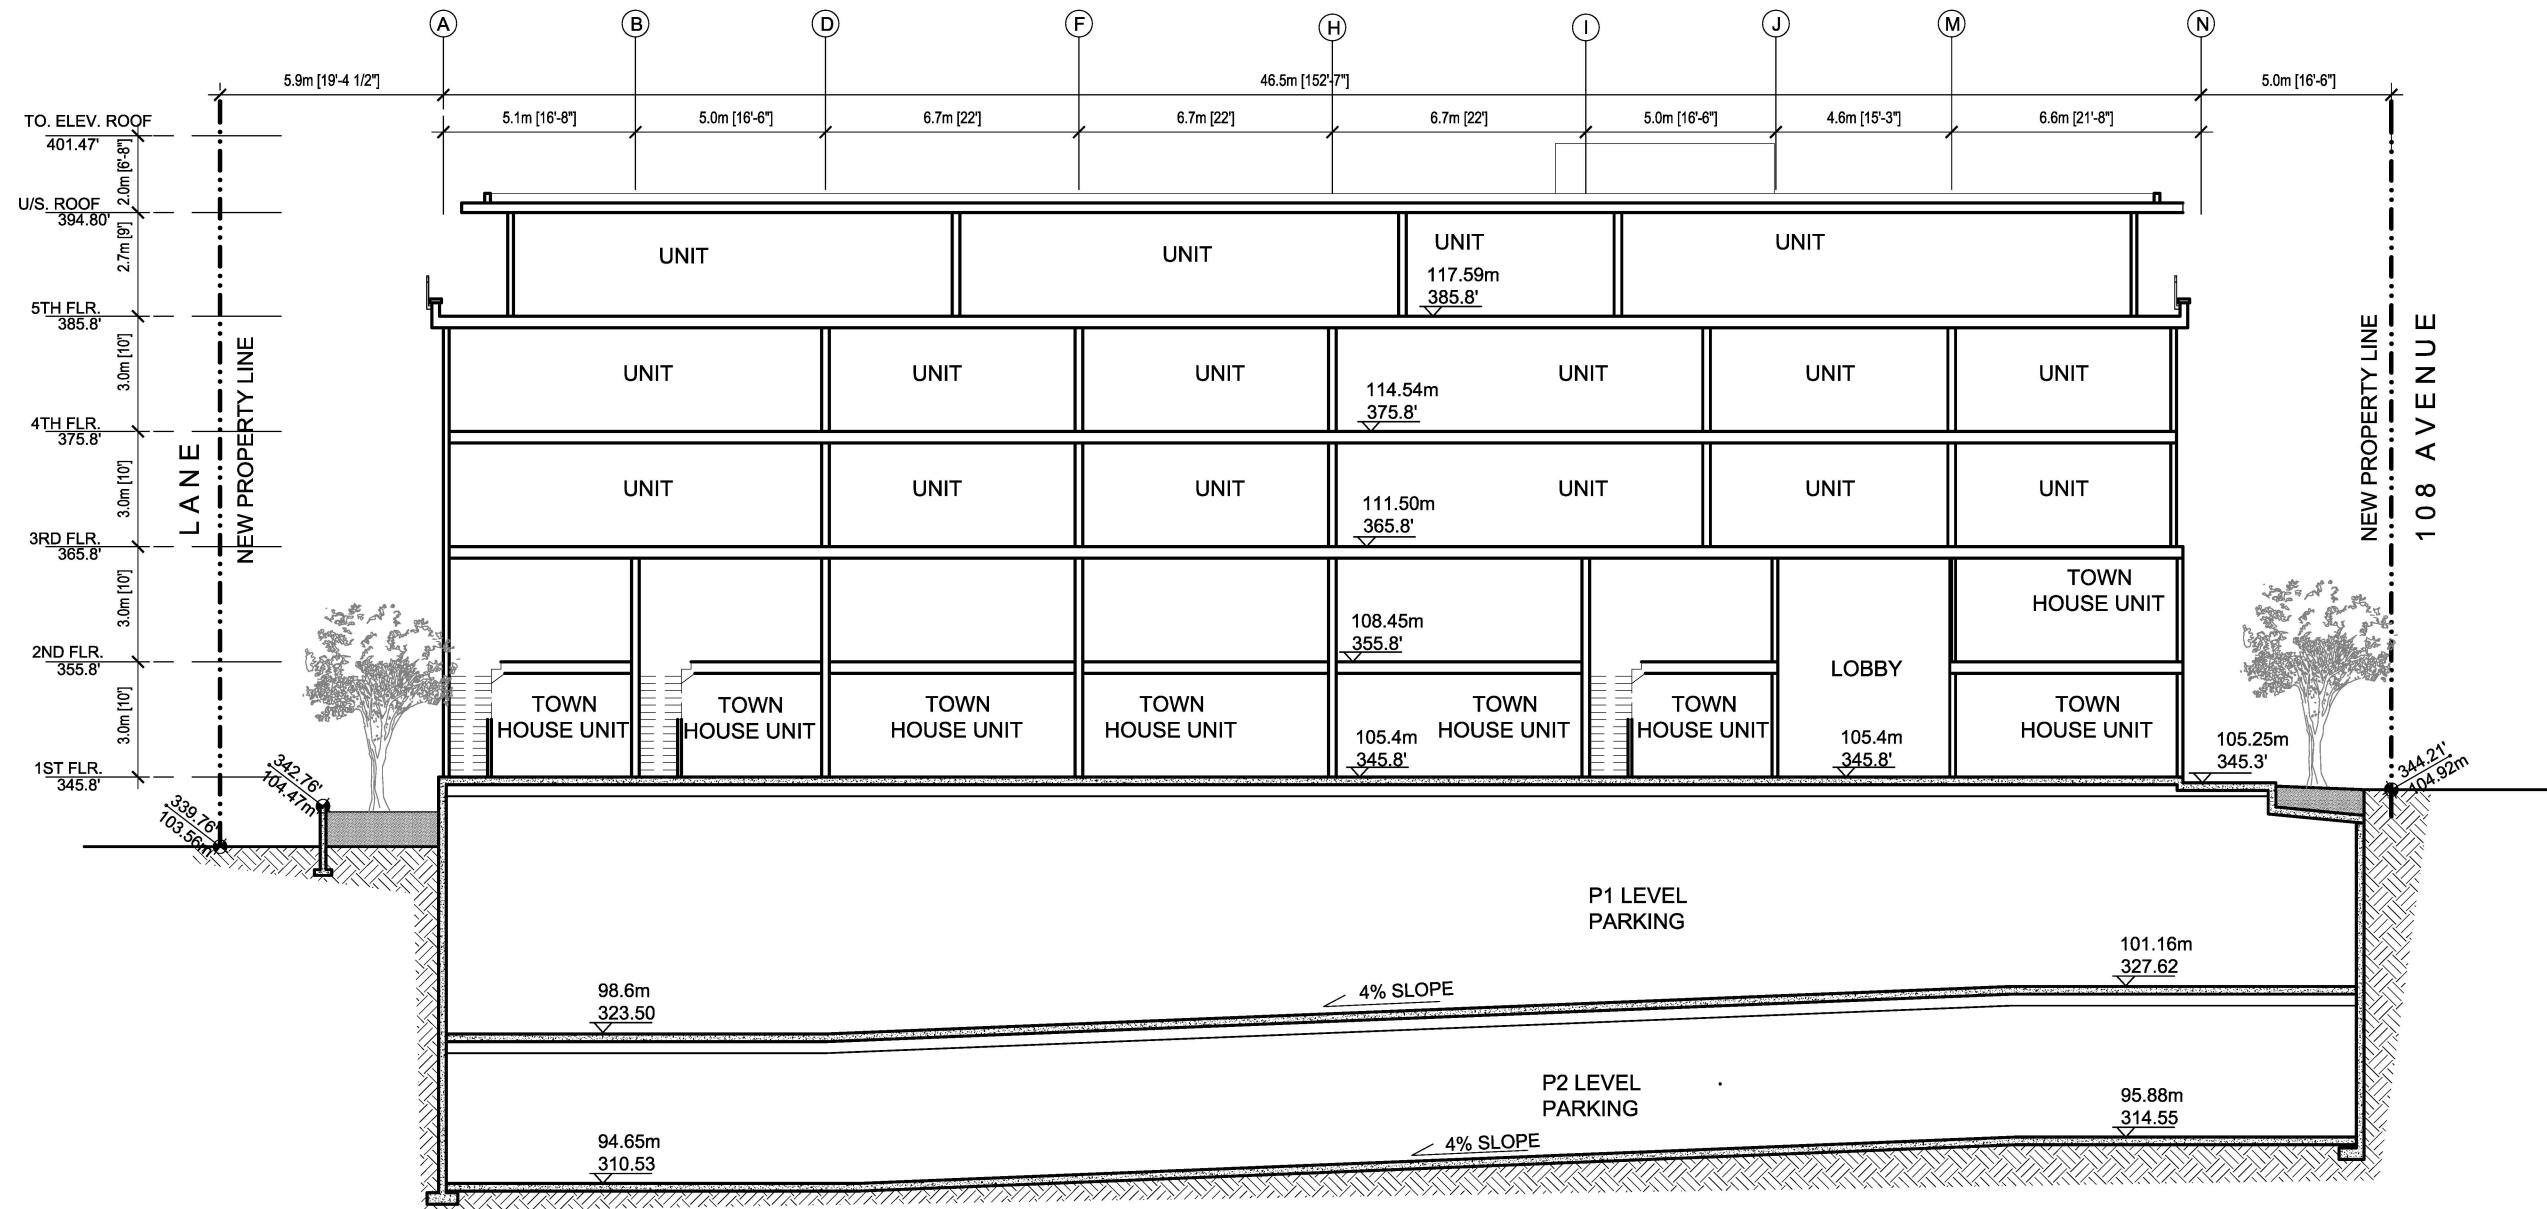 A B D F H I J M N
5.9m [19'-4 1/2"] 46.5m [152'-7"] 5.0m [16'-6"]
5.1m [16'-8"] 5.0m [16'-6"] 6.7m [22'] 6.7m [22'] 6.7m [22'] 5.0m [16'-6"] 4.6m [15'-3"] 6.6m [21'-8"]
TO. ELEV. ROOF
401.47'
2.0m [6'-8"]
U/S. ROOF
394.80'
2.7m [9']
UNIT UNIT UNIT UNIT
117.59m
385.8'
5TH FLR.
385.8'
3.0m [10']
UNIT UNIT UNIT UNIT UNIT UNIT
114.54m
375.8'
4TH FLR.
375.8'
3.0m [10']
LANE
NEW PROPERTY LINE
NEW PROPERTY LINE
108 AVENUE
UNIT UNIT UNIT UNIT UNIT UNIT
111.50m
365.8'
3RD FLR.
365.8'
3.0m [10']
TOWN
HOUSE UNIT
108.45m
355.8'
2ND FLR.
355.8'
3.0m [10']
LOBBY
TOWN
HOUSE UNIT
TOWN
HOUSE UNIT
TOWN
HOUSE UNIT
TOWN
HOUSE UNIT
TOWN
HOUSE UNIT
TOWN
HOUSE UNIT
TOWN
HOUSE UNIT
105.4m
345.8'
105.4m
345.8'
105.25m
345.3'
1ST FLR.
345.8'
342.76'
104.47m
339.76'
103.56m
344.21'
104.92m
P1 LEVEL
PARKING
101.16m
327.62
98.6m
323.50
4% SLOPE
P2 LEVEL
PARKING
95.88m
314.55
94.65m
310.53
4% SLOPE